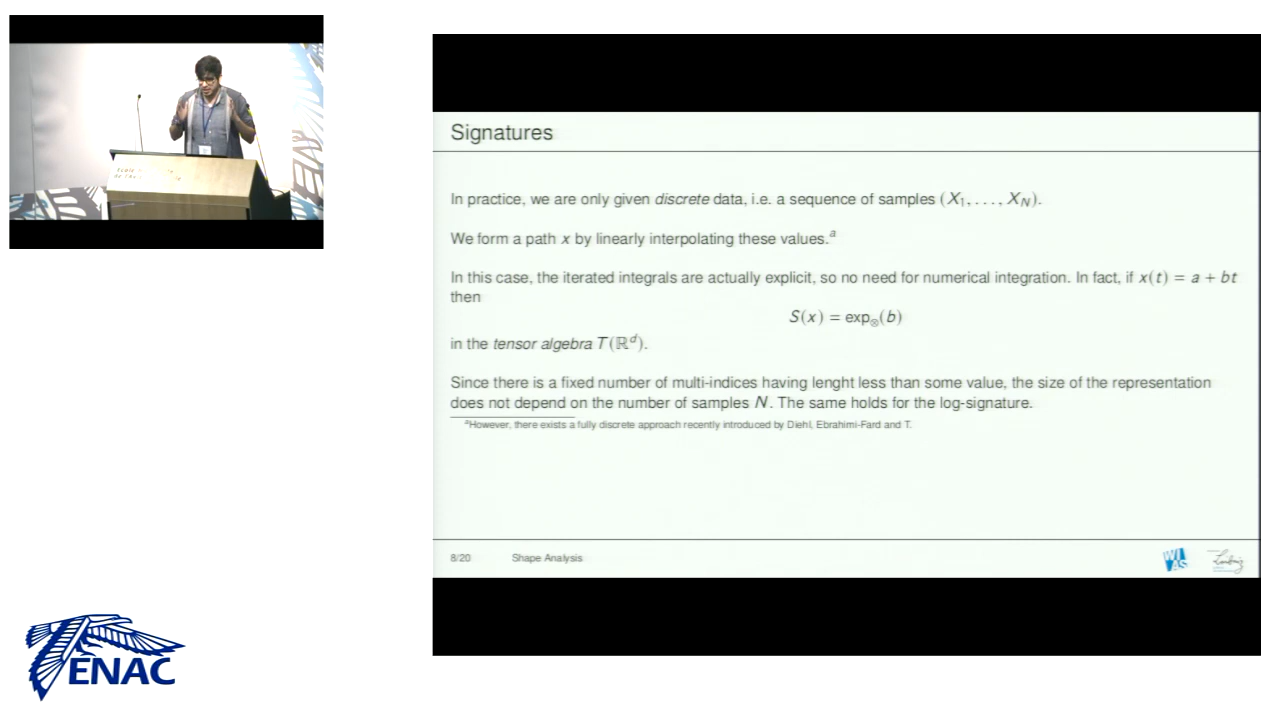 Signatures
In practice, we are only given discrete data, i.e. a sequence of samples (X₁, . . . , X_N).
We form a path x by linearly interpolating these values.ᵃ
In this case, the iterated integrals are actually explicit, so no need for numerical integration. In fact, if x(t) = a + bt
then
S(x) = exp_⊗(b)
in the tensor algebra T(ℝᵈ).
Since there is a fixed number of multi-indices having lenght less than some value, the size of the representation
does not depend on the number of samples N. The same holds for the log-signature.
ᵃHowever, there exists a fully discrete approach recently introduced by Diehl, Ebrahimi-Fard and T.
8/20 Shape Analysis
WIAS
Leibniz
ENAC